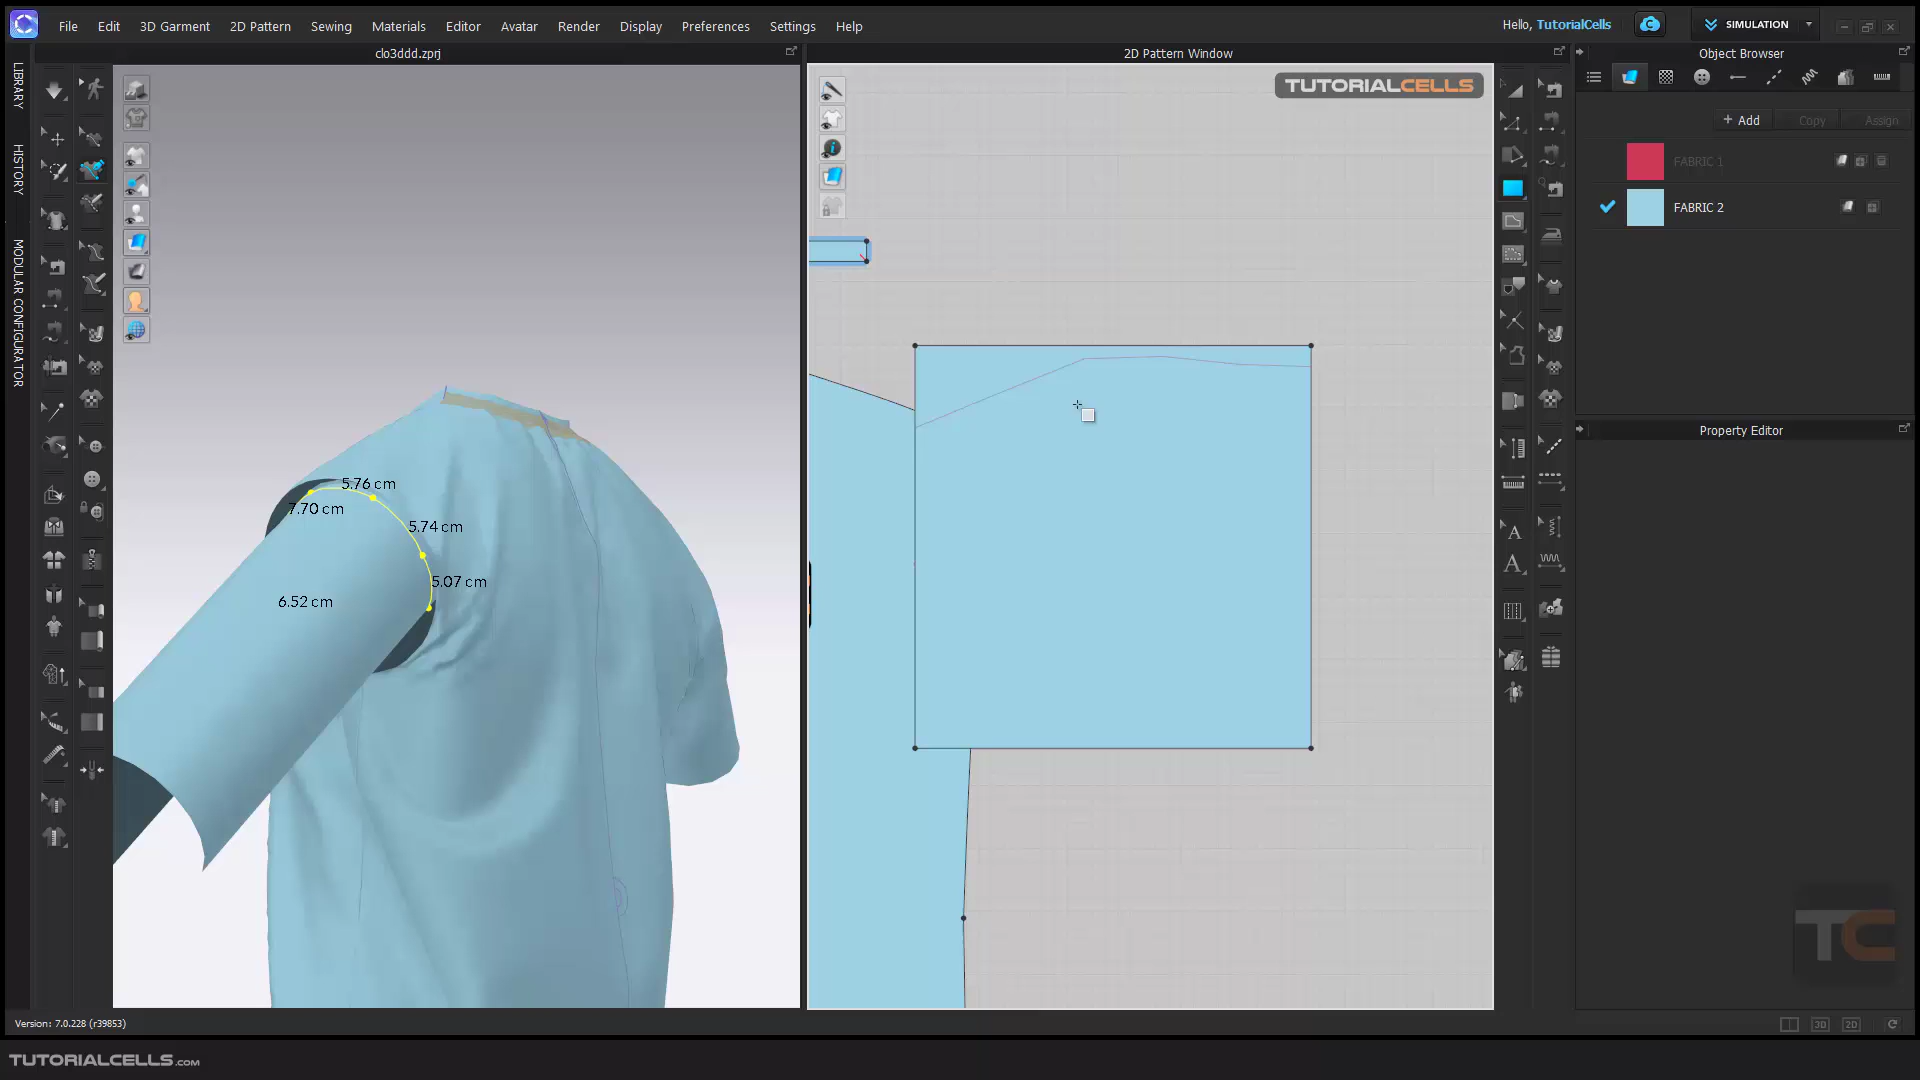 File Edit 3D Garment 2D Pattern Sewing Materials Editor Avatar Render Display Preferences Settings Help
Hello, TutorialCells
SIMULATION
clo3ddd.zprj
2D Pattern Window
Object Browser
TUTORIALCELLS
LIBRARY
HISTORY
MODULAR CONFIGURATOR
+ Add
Copy
Assign
FABRIC 1
FABRIC 2
Property Editor
5.76 cm
7.70 cm
5.74 cm
5.07 cm
6.52 cm
A
A
TC
Version: 7.0.228 (r39853)
3D
2D
TUTORIALCELLS.com